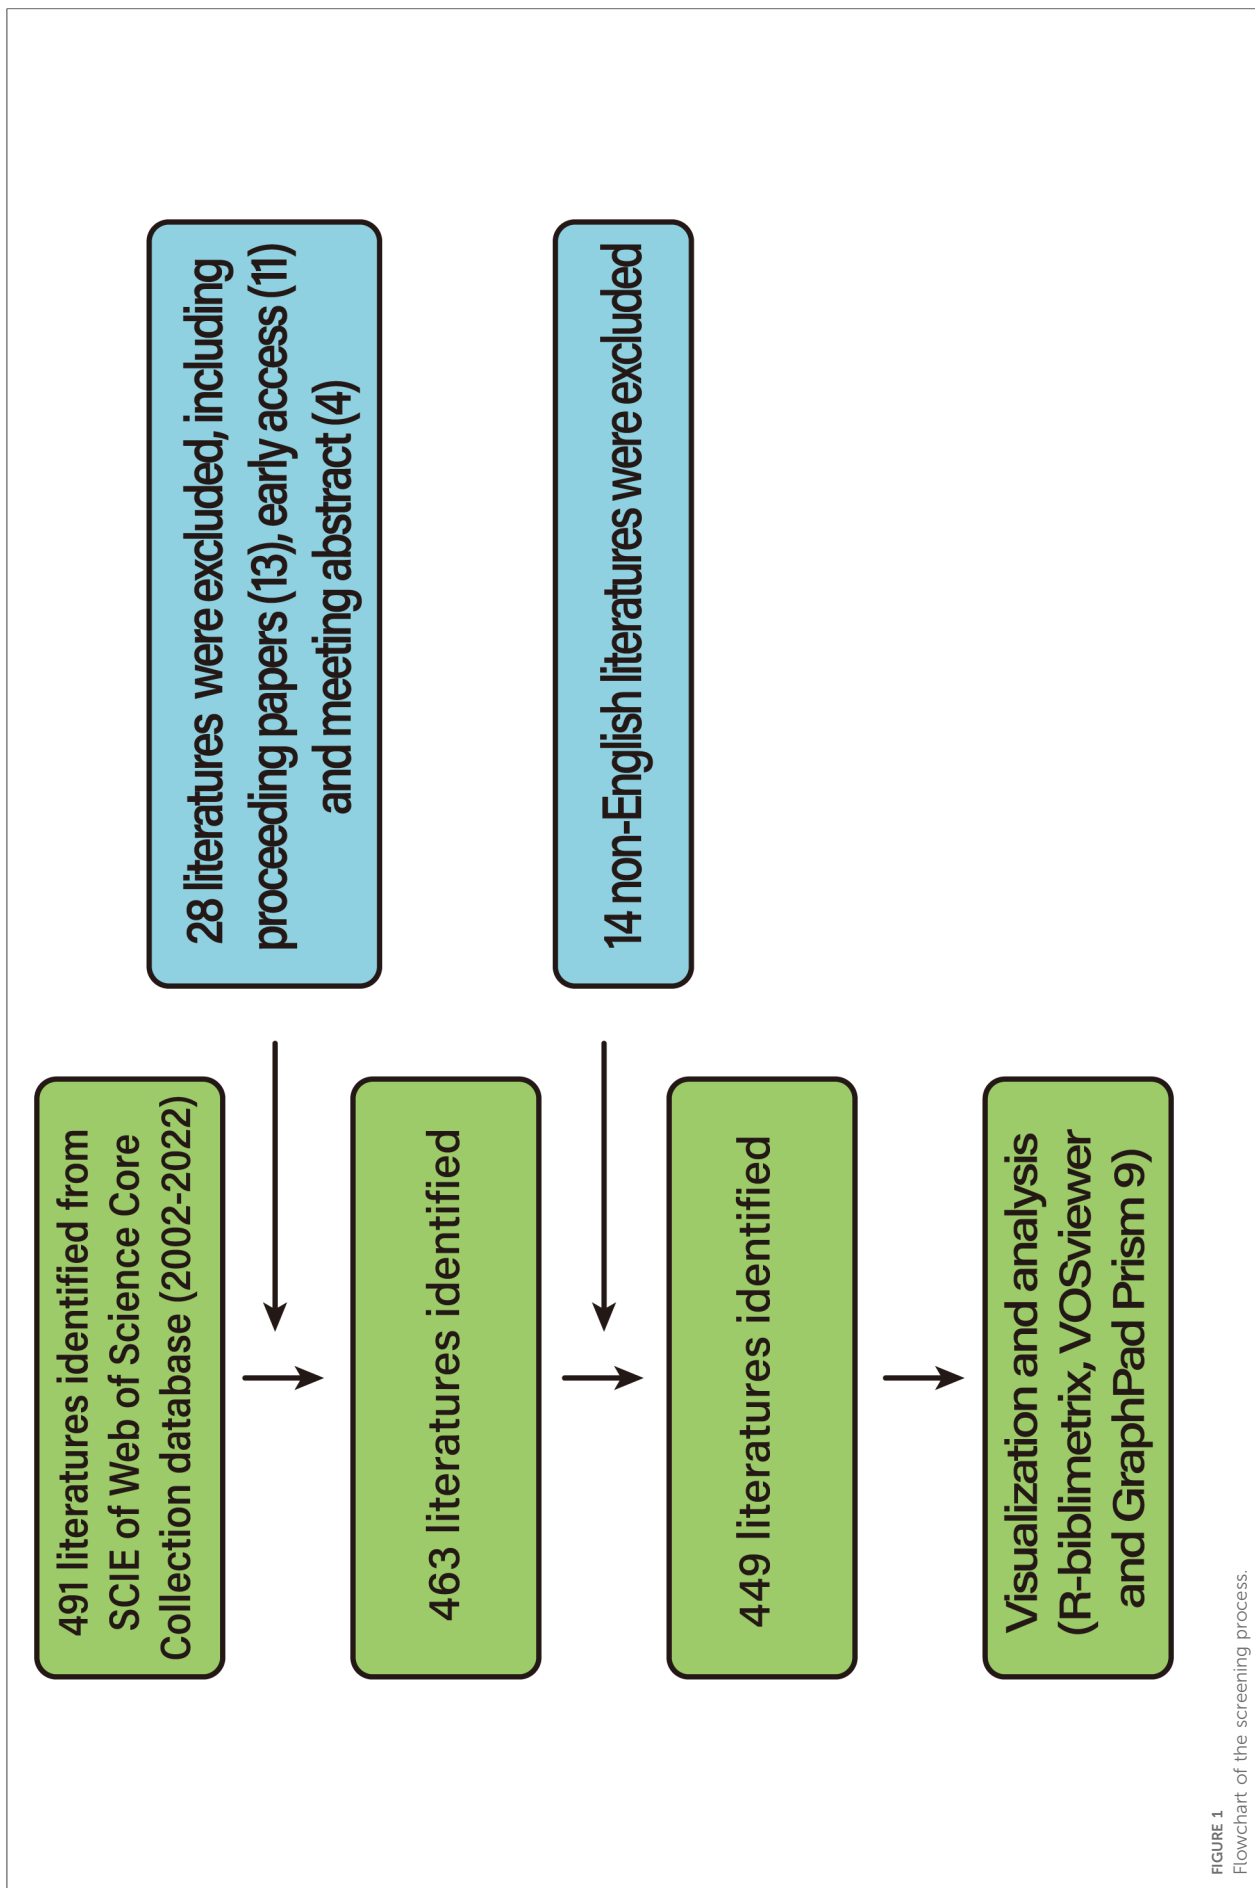 491 literatures identified from
SCIE of Web of Science Core
Collection database (2002-2022)
28 literatures were excluded, including
proceeding papers (13), early access (11)
and meeting abstract (4)
463 literatures identified
14 non-English literatures were excluded
449 literatures identified
Visualization and analysis
(R-biblimetrix, VOSviewer
and GraphPad Prism 9)
FIGURE 1
Flowchart of the screening process.